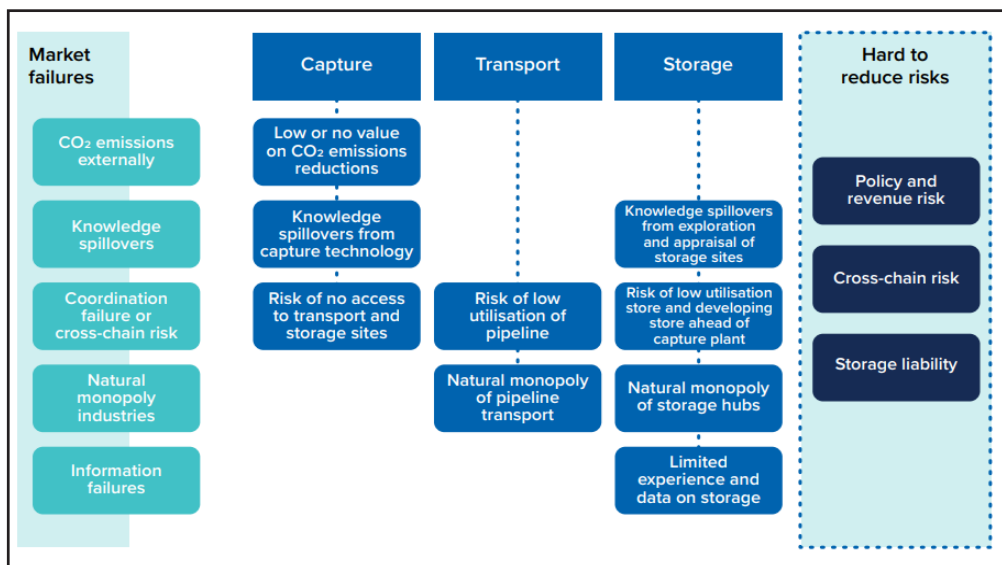 Market
failures
Capture
Transport
Storage
Hard to
reduce risks
CO₂ emissions
externally
Low or no value
on CO₂ emissions
reductions
Knowledge
spillovers
Knowledge
spillovers from
capture technology
Knowledge spillovers
from exploration
and appraisal of
storage sites
Coordination
failure or
cross-chain risk
Risk of no access
to transport and
storage sites
Risk of low
utilisation of
pipeline
Risk of low utilisation
store and developing
store ahead of
capture plant
Natural
monopoly
industries
Natural monopoly
of pipeline
transport
Natural monopoly
of storage hubs
Information
failures
Limited
experience and
data on storage
Policy and
revenue risk
Cross-chain risk
Storage liability